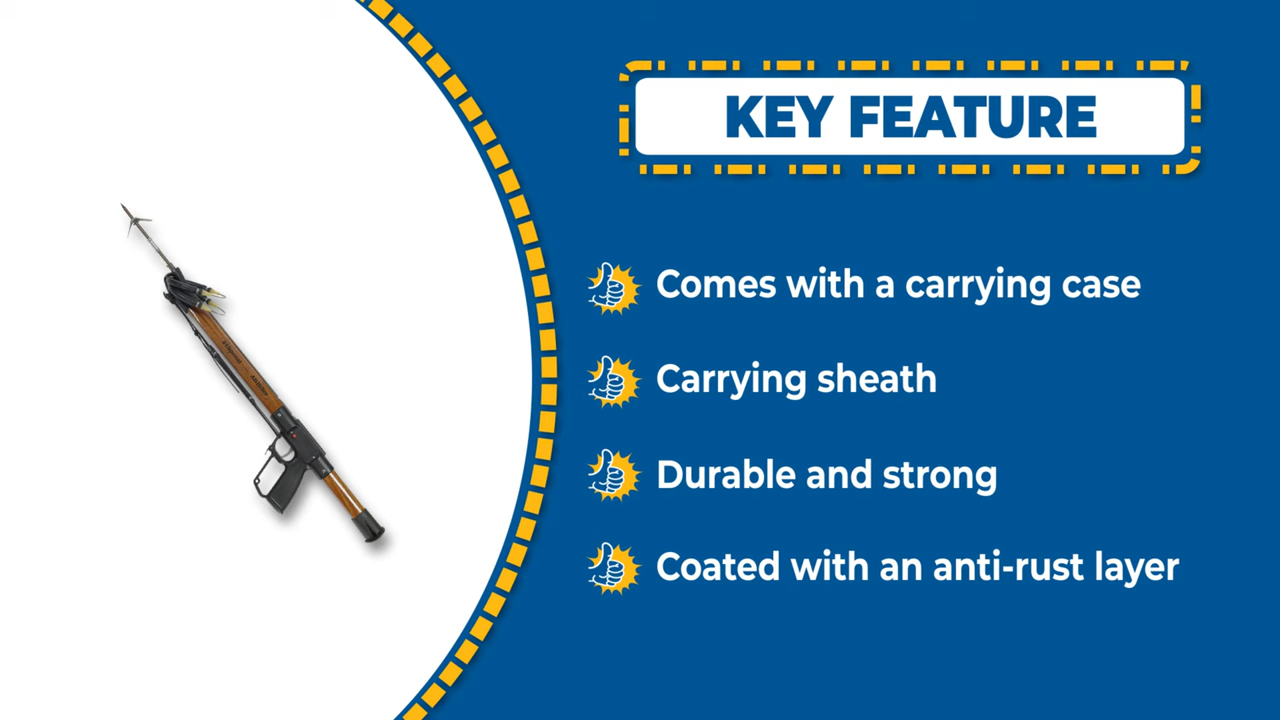 KEY FEATURE
Comes with a carrying case
Carrying sheath
Durable and strong
Coated with an anti-rust layer